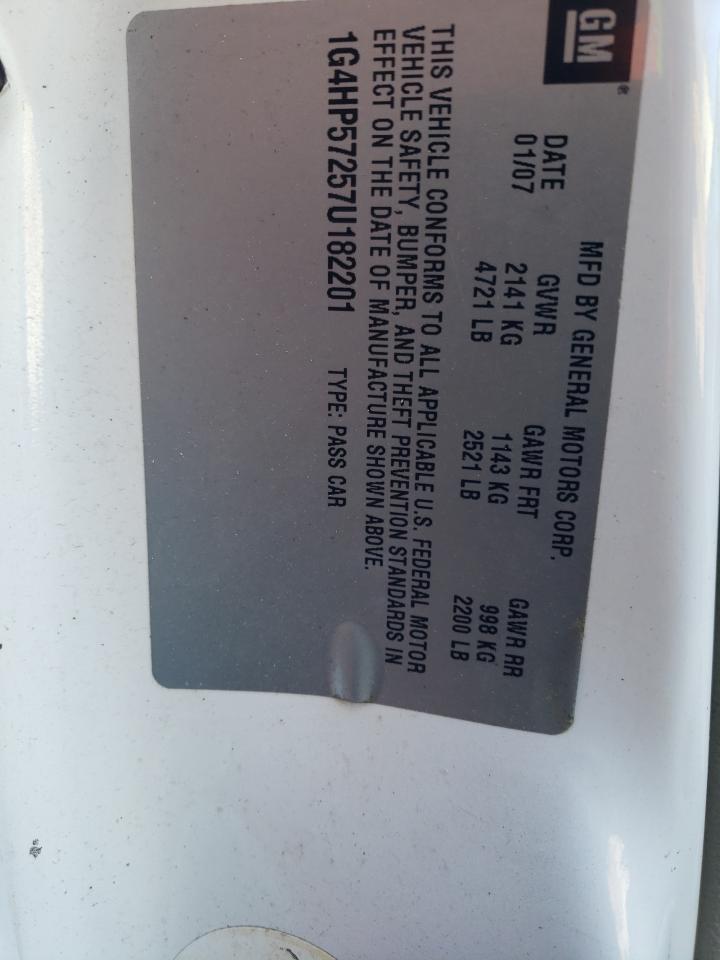 GM®
MFD BY GENERAL MOTORS CORP.
DATE GVWR GAWR FRT GAWR RR
01/07 2141 KG 1143 KG 998 KG
4721 LB 2521 LB 2200 LB
THIS VEHICLE CONFORMS TO ALL APPLICABLE U.S. FEDERAL MOTOR
VEHICLE SAFETY, BUMPER, AND THEFT PREVENTION STANDARDS IN
EFFECT ON THE DATE OF MANUFACTURE SHOWN ABOVE.
1G4HP57257U182201 TYPE: PASS CAR